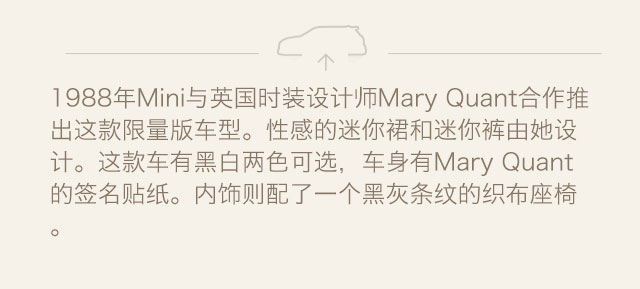 1988年Mini与英国时装设计师Mary Quant合作推
出这款限量版车型。性感的迷你裙和迷你裤由她设
计。这款车有黑白两色可选，车身有Mary Quant
的签名贴纸。内饰则配了一个黑灰条纹的织布座椅
。